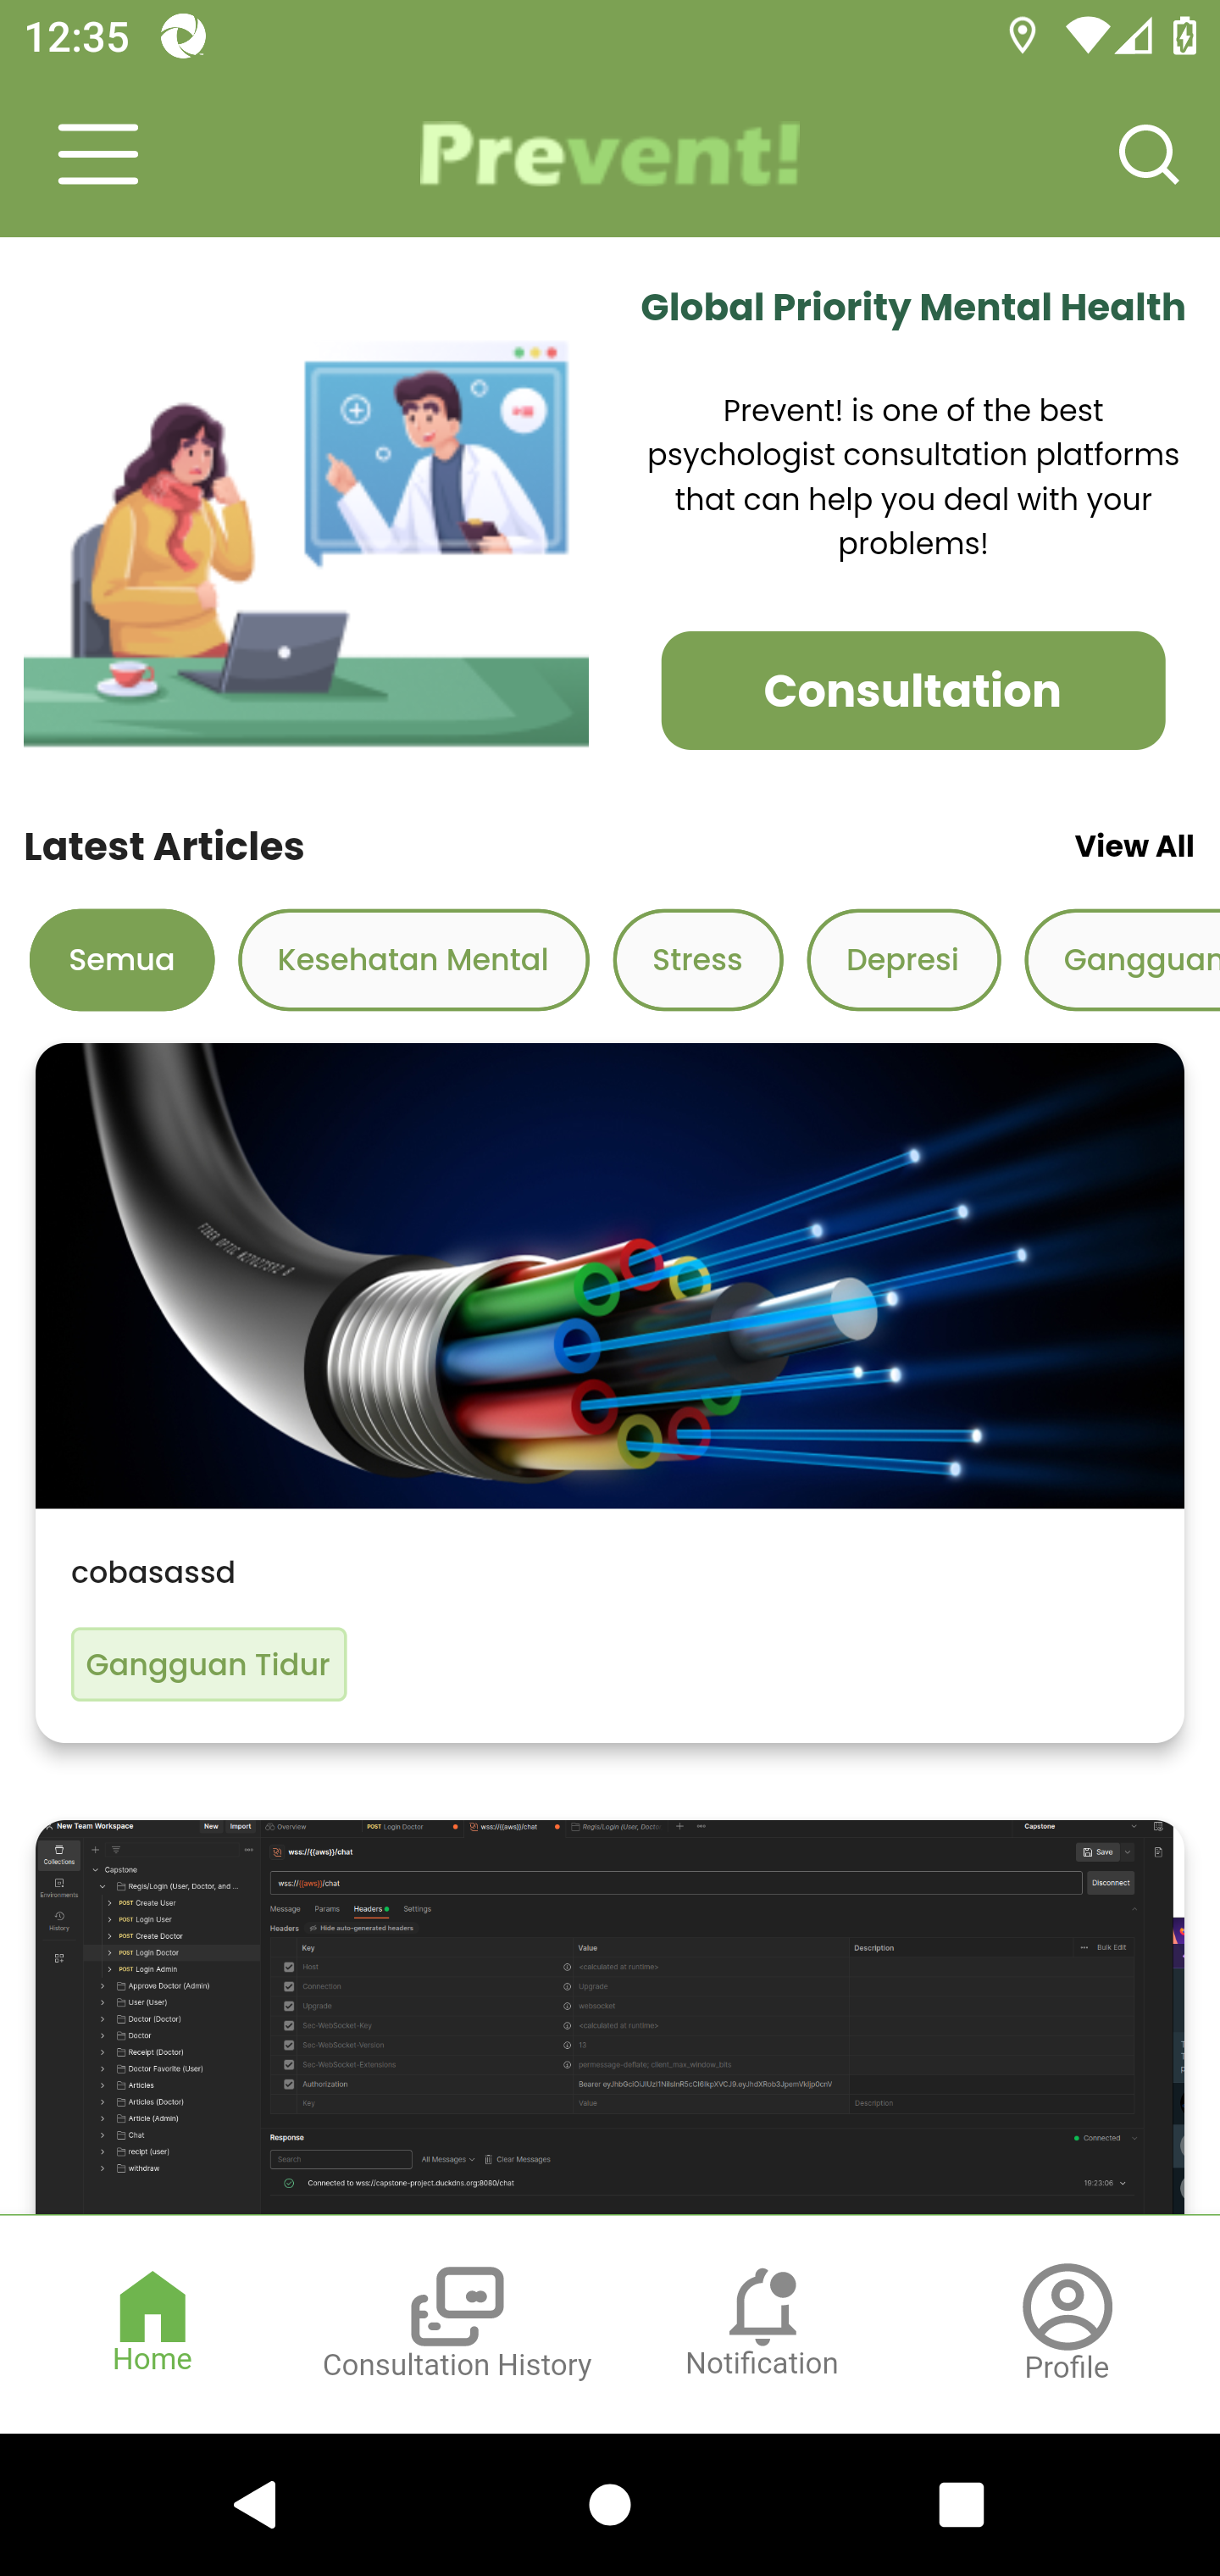 12:35
Prevent!
Global Priority Mental Health
Prevent! is one of the best
psychologist consultation platforms
that can help you deal with your
problems!
Consultation
Latest Articles
View All
Semua
Kesehatan Mental
Stress
Depresi
Gangguan
cobasassd
Gangguan Tidur
New Team Workspace
New
Import
Overview
POST Login Doctor
wss://{{aws}}/chat
Regis/Login (User, Docto
Capstone
Collections
Environments
History
Capstone
Regis/Login (User, Doctor, and ...
POST Create User
POST Login User
POST Create Doctor
POST Login Doctor
POST Login Admin
Approve Doctor (Admin)
User (User)
Doctor (Doctor)
Doctor
Receipt (Doctor)
Doctor Favorite (User)
Articles
Articles (Doctor)
Article (Admin)
Chat
recipt (user)
withdraw
wss://{{aws}}/chat
Save
wss://{{aws}}/chat
Disconnect
Message
Params
Headers
Settings
Headers
Hide auto-generated headers
Key
Value
Description
Bulk Edit
Host
<calculated at runtime>
Connection
Upgrade
Upgrade
websocket
Sec-WebSocket-Key
<calculated at runtime>
Sec-WebSocket-Version
13
Sec-WebSocket-Extensions
permessage-deflate; client_max_window_bits
Authorization
Bearer
Key
Value
Description
Response
Connected
Search
All Messages
Clear Messages
Connected to wss://capstone-project.duckdns.org:8080/chat
19:23:06
Home
Consultation History
Notification
Profile